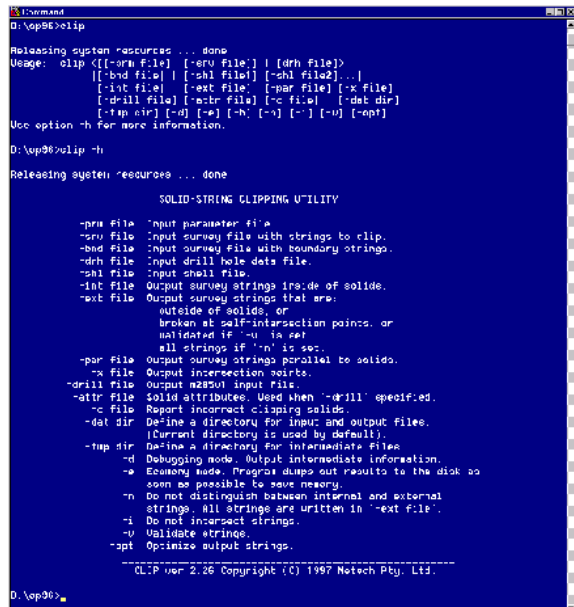 Command
D:\op96>clip
Releasing system resources ... done
Usage: clip <[[-prm file] [-srv file]] | [drh file]>
[[-bnd file] | [-shl file1] [-shl file2]...]
[-int file] [-ext file] [-par file] [-x file]
[-drill file] [-attr file] [-c file] [-dat dir]
[-tmp dir] [-d] [-e] [-h] [-n] [-i] [-v] [-opt]
Use option -h for more information.
D:\op96>clip -h
Releasing system resources ... done
SOLID-STRING CLIPPING UTILITY
-prm file Input parameter file
-srv file Input survey file with strings to clip.
-bnd file Input survey file with boundary strings.
-drh file Input drill hole data file.
-shl file Input shell file.
-int file Output survey strings inside of solids.
-ext file Output survey strings that are:
outside of solids, or
broken at self-intersection points, or
validated if '-v' is set
all strings if '-n' is set.
-par file Output survey strings parallel to solids.
-x file Output intersection points.
-drill file Output m285v1 input file.
-attr file Solid attributes. Used when '-drill' specified.
-c file Report incorrect clipping solids.
-dat dir Define a directory for input and output files.
(Current directory is used by default).
-tmp dir Define a directory for intermediate files
-d Debugging mode. Output intermediate information.
-e Economy mode. Program dumps out results to the disk as
soon as possible to save memory.
-n Do not distinguish between internal and external
strings. All strings are written in '-ext file'.
-i Do not intersect strings.
-v Validate strings.
-opt Optimize output strings.
CLIP ver 2.26 Copyright (C) 1997 Metech Pty. Ltd.
D:\op96>